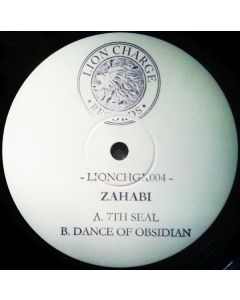 LION CHARGE
RECORDS
- LIONCHGX004 -
ZAHABI
A. 7TH SEAL
B. DANCE OF OBSIDIAN